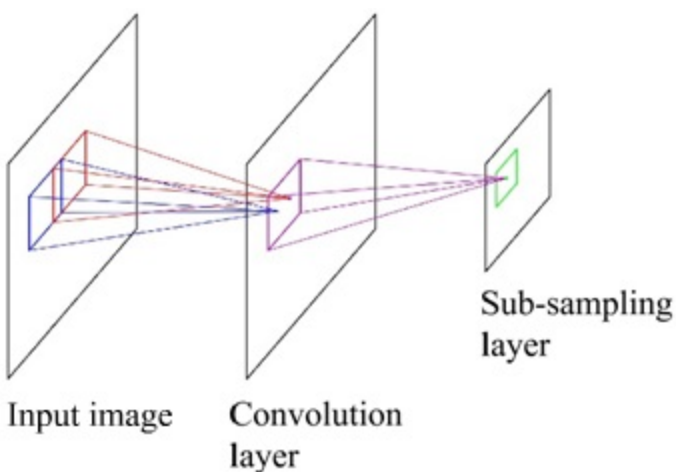 Input image
Convolution
layer
Sub-sampling
layer